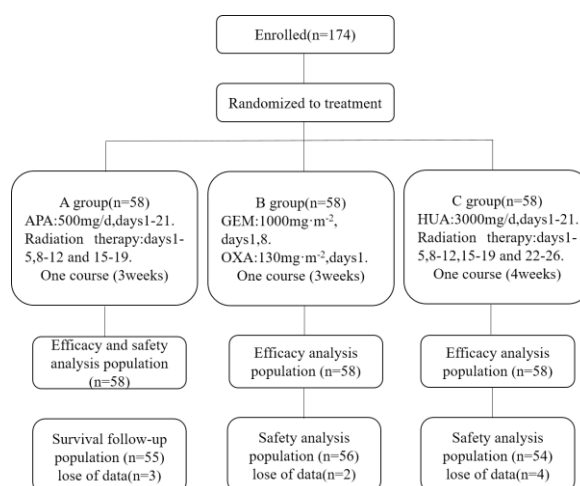 Enrolled(n=174)
Randomized to treatment
A group(n=58)
APA:500mg/d,days1-21.
Radiation therapy:days1-
5,8-12 and 15-19.
One course (3weeks)
B group(n=58)
GEM:1000mg·m-2,
days1,8.
OXA:130mg·m-2,days1.
One course (3weeks)
C group(n=58)
HUA:3000mg/d,days1-21.
Radiation therapy:days1-
5,8-12,15-19 and 22-26.
One course (4weeks)
Efficacy and safety
analysis population
(n=58)
Efficacy analysis
population (n=58)
Efficacy analysis
population (n=58)
Survival follow-up
population (n=55)
lose of data(n=3)
Safety analysis
population (n=56)
lose of data(n=2)
Safety analysis
population (n=54)
lose of data(n=4)